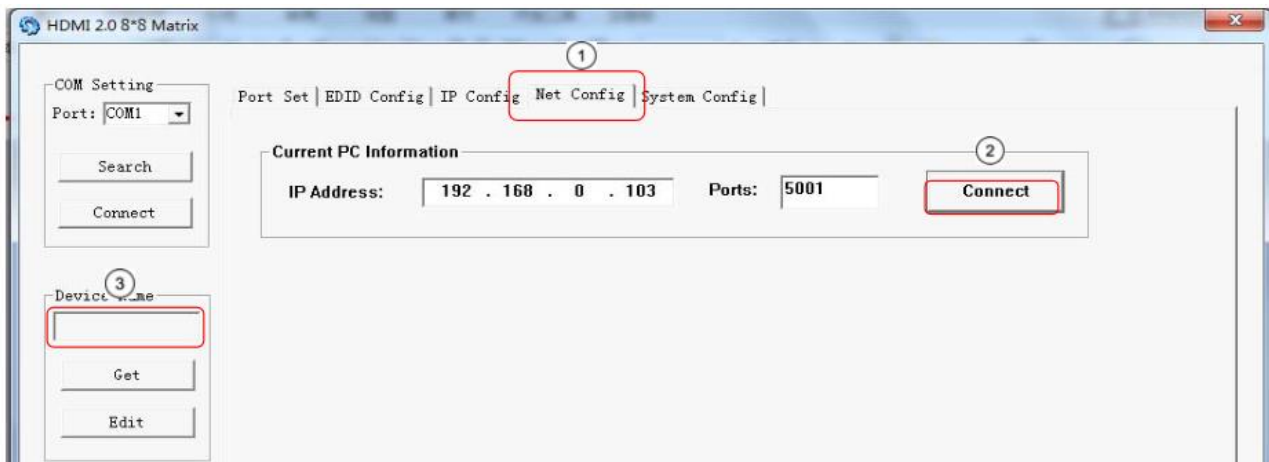 HDMI 2.0 8*8 Matrix
1
COM Setting
Port: COM1
Search
Connect
Port Set | EDID Config | IP Config Net Config | System Config |
Current PC Information
2
IP Address: 192 . 168 . 0 . 103 Ports: 5001 Connect
3
Device
Get
Edit